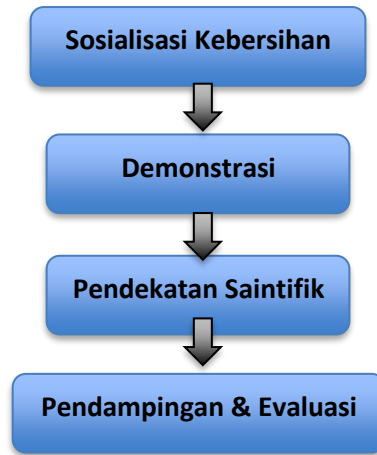 Sosialisasi Kebersihan
Demonstrasi
Pendekatan Saintifik
Pendampingan & Evaluasi